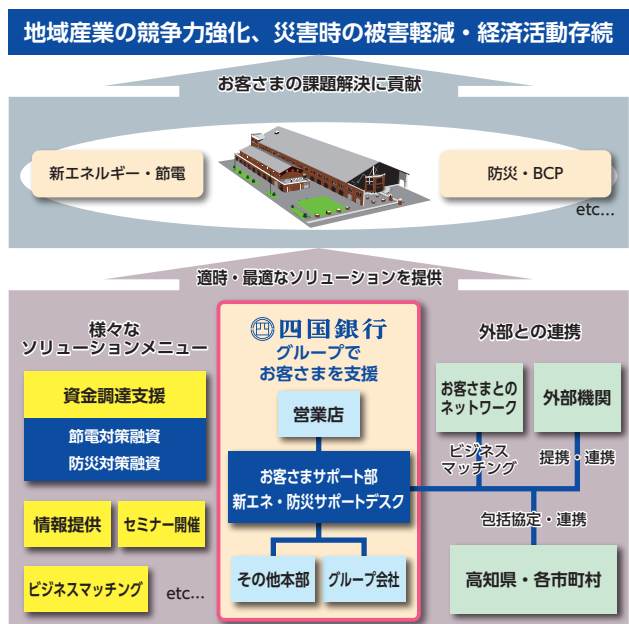 地域産業の競争力強化、災害時の被害軽減・経済活動存続
お客さまの課題解決に貢献
新エネルギー・節電
防災・BCP
etc...
適時・最適なソリューションを提供
様々な
ソリューションメニュー
資金調達支援
節電対策融資
防災対策融資
情報提供
セミナー開催
ビジネスマッチング
etc...
四国銀行
グループで
お客さまを支援
営業店
お客さまサポート部
新エネ・防災サポートデスク
その他本部
グループ会社
外部との連携
お客さまとの
ネットワーク
外部機関
ビジネス
マッチング
提携・連携
包括協定・連携
高知県・各市町村